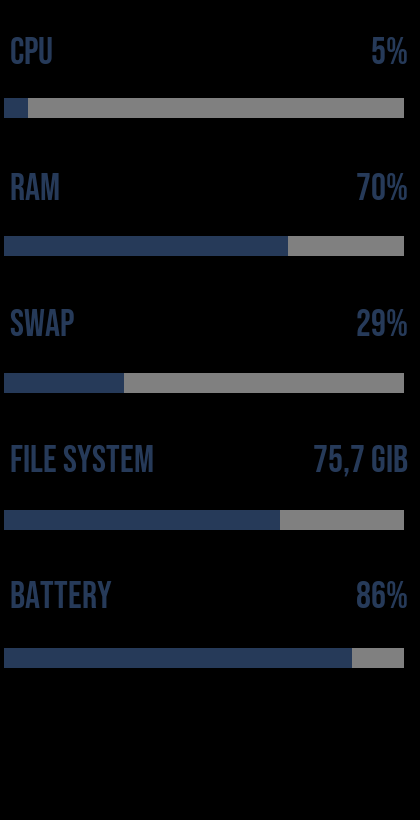 CPU 5%
RAM 70%
SWAP 29%
FILE SYSTEM 75,7 GIB
BATTERY 86%